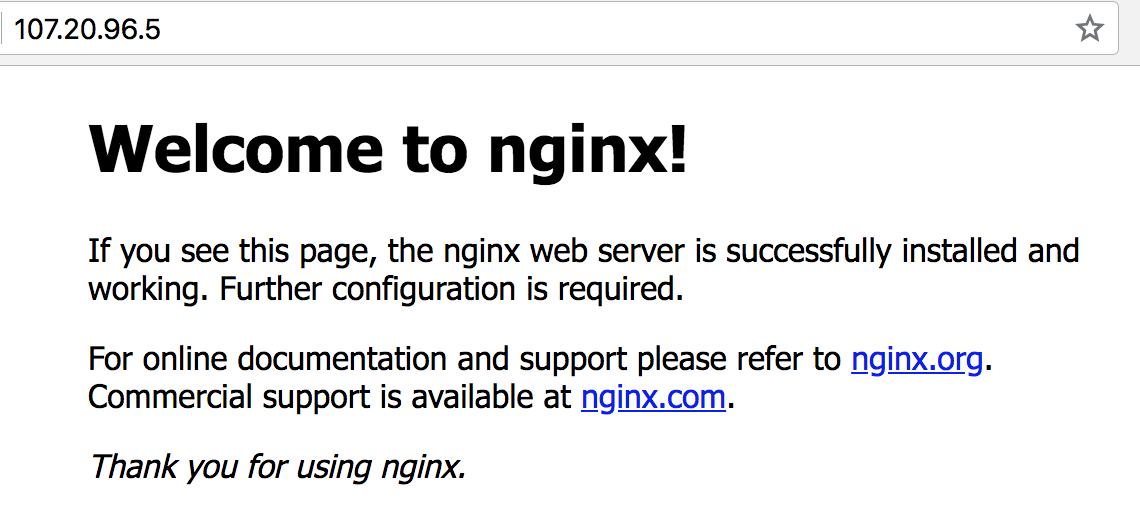 107.20.96.5
Welcome to nginx!
If you see this page, the nginx web server is successfully installed and
working. Further configuration is required.
For online documentation and support please refer to nginx.org.
Commercial support is available at nginx.com.
Thank you for using nginx.